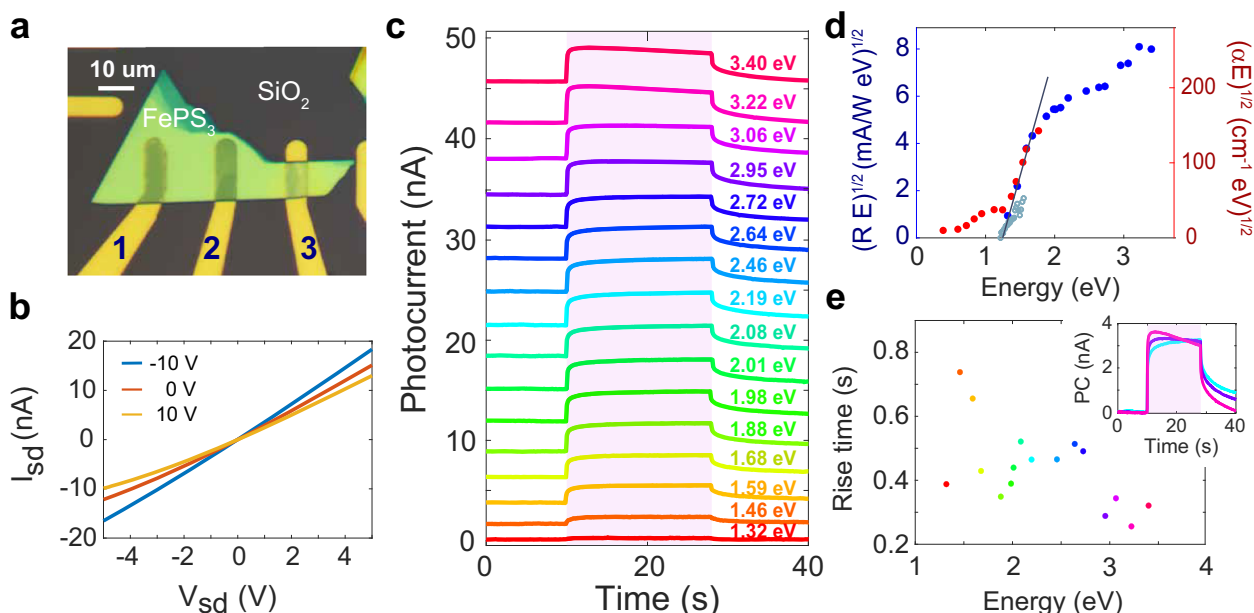 a
10 um
SiO2
FePS3
1 2 3
b
20
10
0
-10
20
-10 V
0 V
10 V
-4 0 4
Isd(nA)
Vsd (V)
c
50
40
30
20
10
0
Photocurrent (nA)
3.40 eV
3.22 eV
3.06 eV
2.95 eV
2.72 eV
2.64 eV
2.46 eV
2.19 eV
2.08 eV
2.01 eV
1.98 eV
1.88 eV
1.68 eV
1.59 eV
1.46 eV
1.32 eV
0 20 40
Time (s)
d
8
6
4
2
0
(R E)1/2 (mA/W eV)1/2
200
100
0
(αE)1/2 (cm-1 eV)1/2
0 1 2 3 4
Energy (eV)
e
0.8
0.6
0.4
0.2
Rise time (s)
1 2 3 4
Energy (eV)
4
2
0
PC (nA)
0 20 40
Time (s)